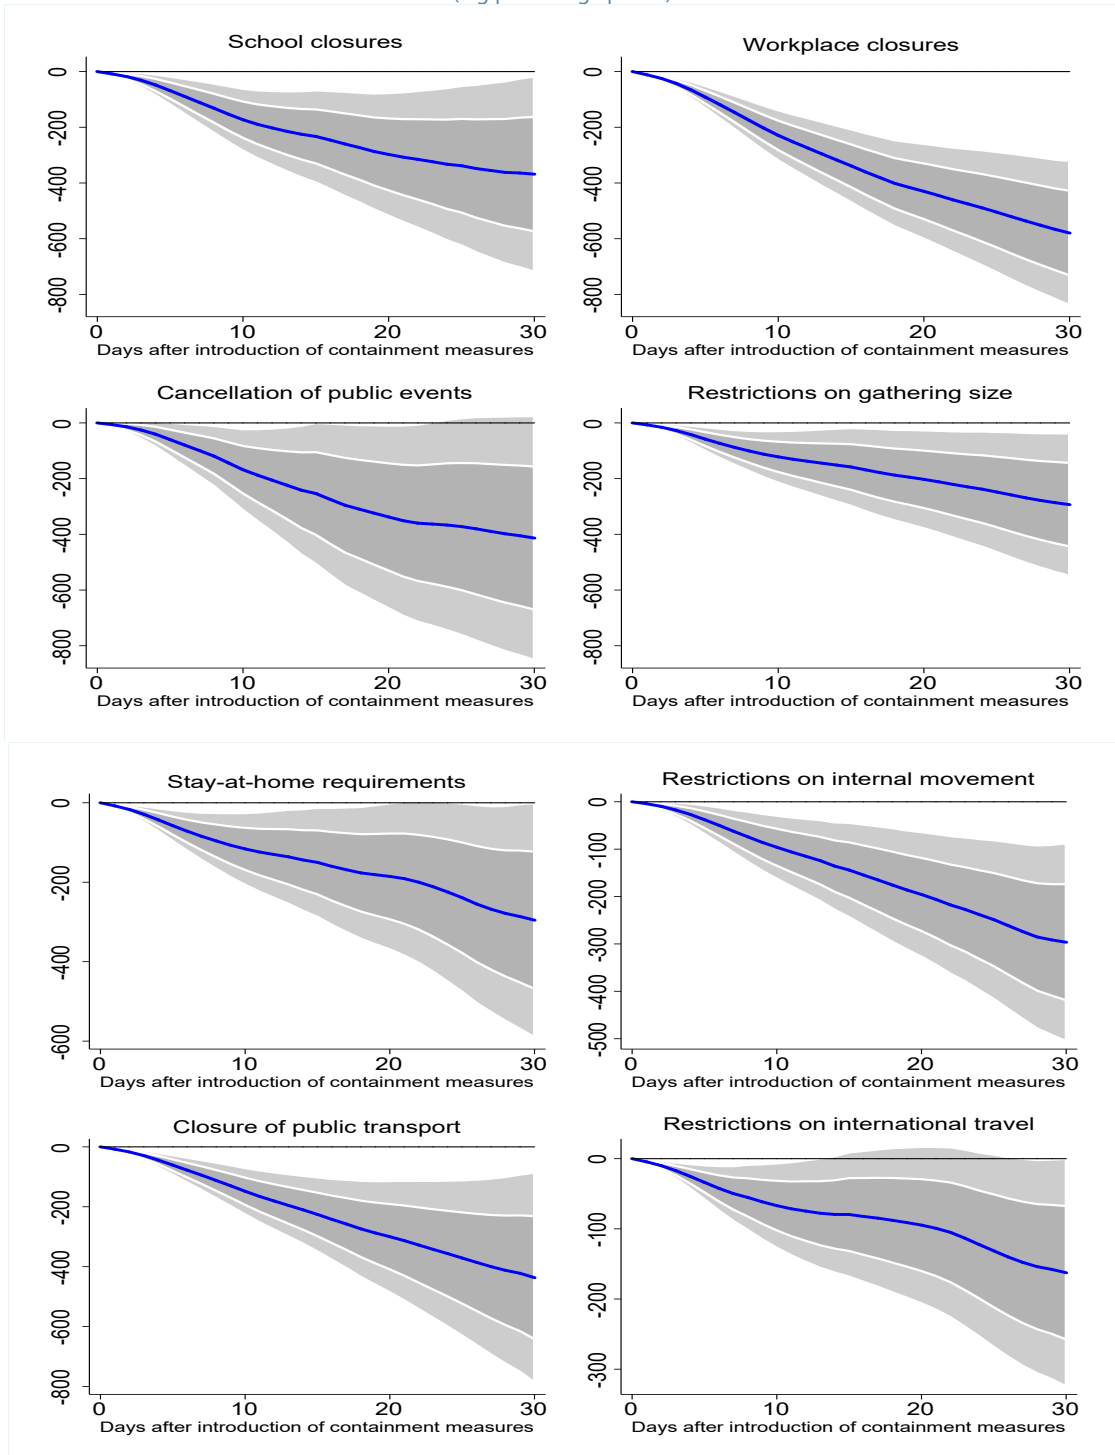 School closures Workplace closures
0 0
-200 -200
-400 -400
-600 -600
-800 -800
0 10 20 30 0 10 20 30
Days after introduction of containment measures Days after introduction of containment measures
Cancellation of public events Restrictions on gathering size
0 0
-200 -200
-400 -400
-600 -600
-800 -800
0 10 20 30 0 10 20 30
Days after introduction of containment measures Days after introduction of containment measures
Stay-at-home requirements Restrictions on internal movement
0 0
-200 -100
-400 -200
-600 -300
-400
-500
0 10 20 30 0 10 20 30
Days after introduction of containment measures Days after introduction of containment measures
Closure of public transport Restrictions on international travel
0 0
-200 -100
-400 -200
-600 -300
-800
0 10 20 30 0 10 20 30
Days after introduction of containment measures Days after introduction of containment measures